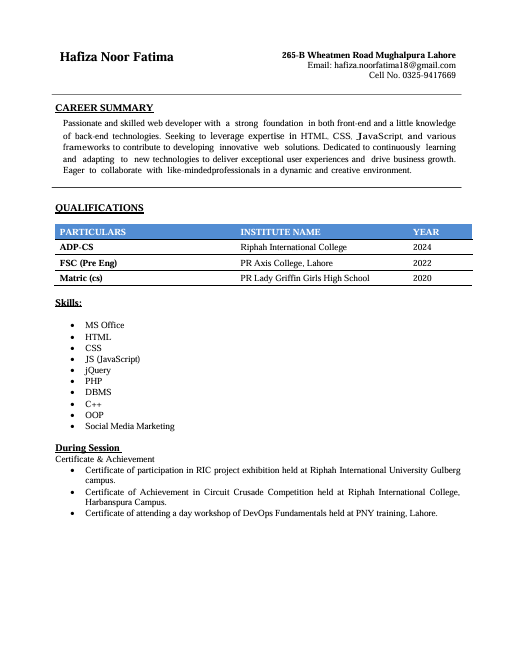 Hafiza Noor Fatima
265-B Wheatmen Road Mughalpura Lahore
Email: hafiza.noorfatima18@gmail.com
Cell No. 0325-9417669
CAREER SUMMARY
Passionate and skilled web developer with a strong foundation in both front-end and a little knowledge
of back-end technologies. Seeking to leverage expertise in HTML, CSS, JavaScript, and various
frameworks to contribute to developing innovative web solutions. Dedicated to continuously learning
and adapting to new technologies to deliver exceptional user experiences and drive business growth.
Eager to collaborate with like-mindedprofessionals in a dynamic and creative environment.
QUALIFICATIONS
PARTICULARS INSTITUTE NAME YEAR
ADP-CS Riphah International College 2024
FSC (Pre Eng) PR Axis College, Lahore 2022
Matric (cs) PR Lady Griffin Girls High School 2020
Skills:
• MS Office
• HTML
• CSS
• JS (JavaScript)
• jQuery
• PHP
• DBMS
• C++
• OOP
• Social Media Marketing
During Session
Certificate & Achievement
• Certificate of participation in RIC project exhibition held at Riphah International University Gulberg
campus.
• Certificate of Achievement in Circuit Crusade Competition held at Riphah International College,
Harbanspura Campus.
• Certificate of attending a day workshop of DevOps Fundamentals held at PNY training, Lahore.